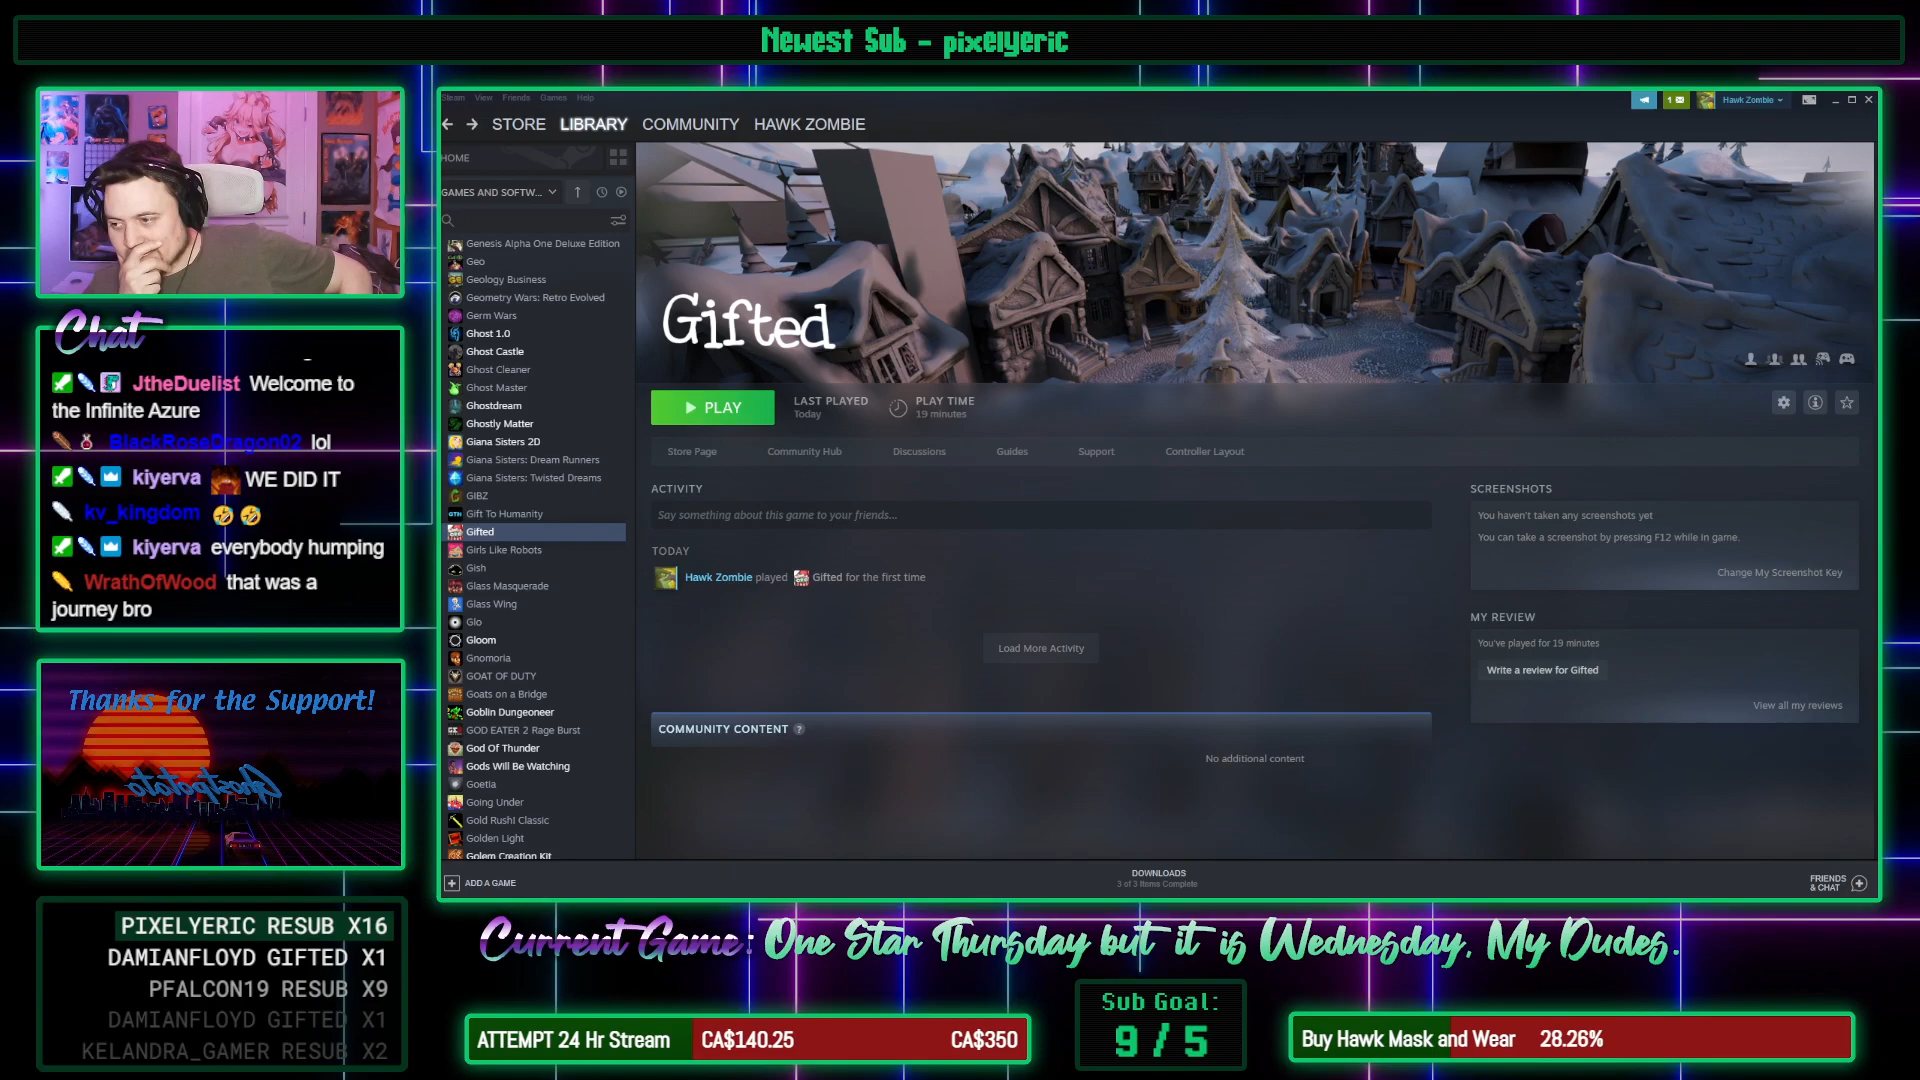 Newest Sub - pixelyeric
Steam View Friends Games Help
1
Hawk Zombie
STORE LIBRARY COMMUNITY HAWK ZOMBIE
HOME
GAMES AND SOFTW...
Genesis Alpha One Deluxe Edition
Geo
Geology Business
Geometry Wars: Retro Evolved
Germ Wars
Ghost 1.0
Ghost Castle
Ghost Cleaner
Ghost Master
Ghostdream
Ghostly Matter
Giana Sisters 2D
Giana Sisters: Dream Runners
Giana Sisters: Twisted Dreams
GIBZ
Gift To Humanity
Gifted
Girls Like Robots
Gish
Glass Masquerade
Glass Wing
Glo
Gloom
Gnomoria
GOAT OF DUTY
Goats on a Bridge
Goblin Dungeoneer
GOD EATER 2 Rage Burst
God Of Thunder
Gods Will Be Watching
Goetia
Going Under
Gold Rush! Classic
Golden Light
Golem Creation Kit
ADD A GAME
Gifted
PLAY
LAST PLAYED
Today
PLAY TIME
19 minutes
Store Page Community Hub Discussions Guides Support Controller Layout
ACTIVITY
Say something about this game to your friends...
TODAY
Hawk Zombie played Gifted for the first time
Load More Activity
COMMUNITY CONTENT ?
No additional content
SCREENSHOTS
You haven't taken any screenshots yet
You can take a screenshot by pressing F12 while in game.
Change My Screenshot Key
MY REVIEW
You've played for 19 minutes
Write a review for Gifted
View all my reviews
DOWNLOADS
3 of 3 Items Complete
FRIENDS
& CHAT
Chat
JtheDuelist Welcome to
the Infinite Azure
BlackRoseDragon02 lol
kiyerva WE DID IT
kv_kingdom
kiyerva everybody humping
WrathOfWood that was a
journey bro
Thanks for the Support!
Ghostpotato
PIXELYERIC RESUB X16
DAMIANFLOYD GIFTED X1
PFALCON19 RESUB X9
DAMIANFLOYD GIFTED X1
KELANDRA_GAMER RESUB X2
Current Game: One Star Thursday but it is Wednesday, My Dudes.
ATTEMPT 24 Hr Stream CA$140.25 CA$350
Sub Goal:
9 / 5
Buy Hawk Mask and Wear 28.26%